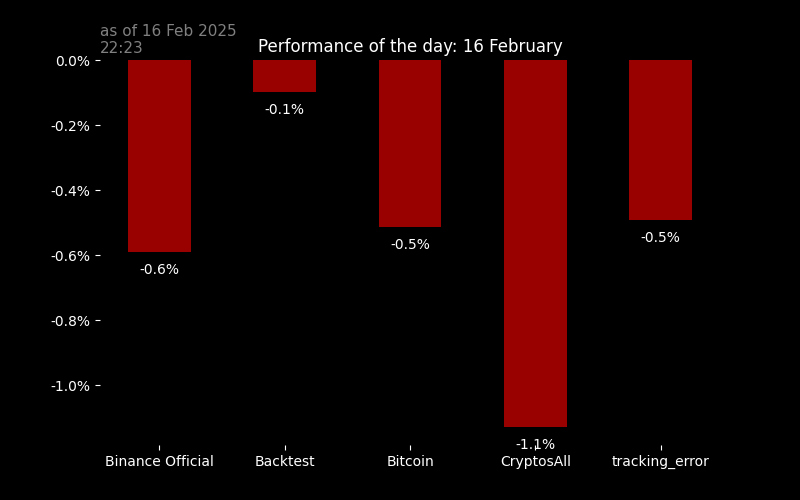 as of 16 Feb 2025
22:23
Performance of the day: 16 February
0.0%
-0.2%
-0.4%
-0.6%
-0.8%
-1.0%
-0.6%
-0.1%
-0.5%
-1.1%
-0.5%
Binance Official
Backtest
Bitcoin
CryptosAll
tracking_error